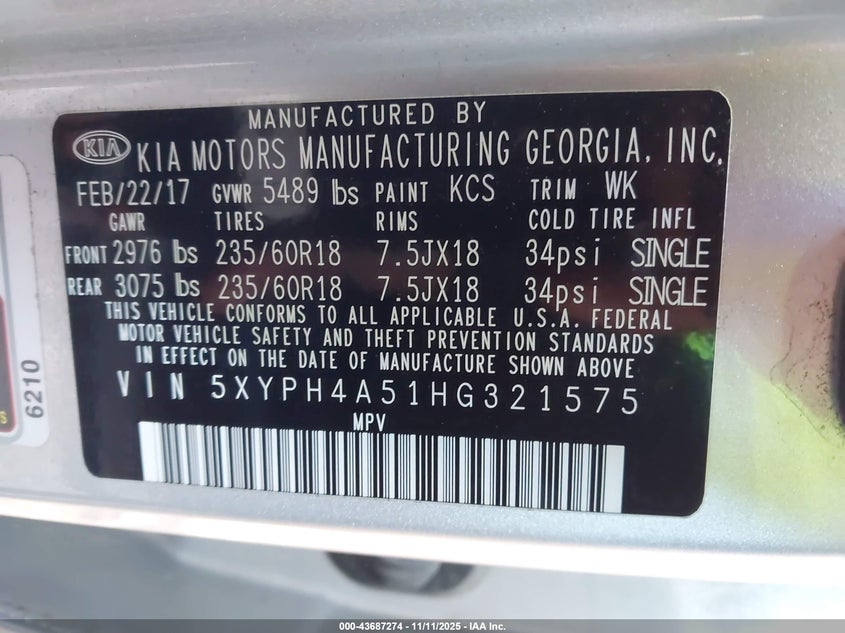 MANUFACTURED BY
KIA KIA MOTORS MANUFACTURING GEORGIA, INC.
FEB/22/17 GVWR 5489 lbs PAINT KCS TRIM WK
GAWR TIRES RIMS COLD TIRE INFL
FRONT 2976 lbs 235/60R18 7.5JX18 34psi SINGLE
REAR 3075 lbs 235/60R18 7.5JX18 34psi SINGLE
THIS VEHICLE CONFORMS TO ALL APPLICABLE U.S.A. FEDERAL
MOTOR VEHICLE SAFETY AND THEFT PREVENTION STANDARDS
IN EFFECT ON THE DATE OF MANUFACTURE SHOWN ABOVE
VIN 5XYPH4A51HG321575
MPV
6210
000-43687274 - 11/11/2025 - IAA Inc.